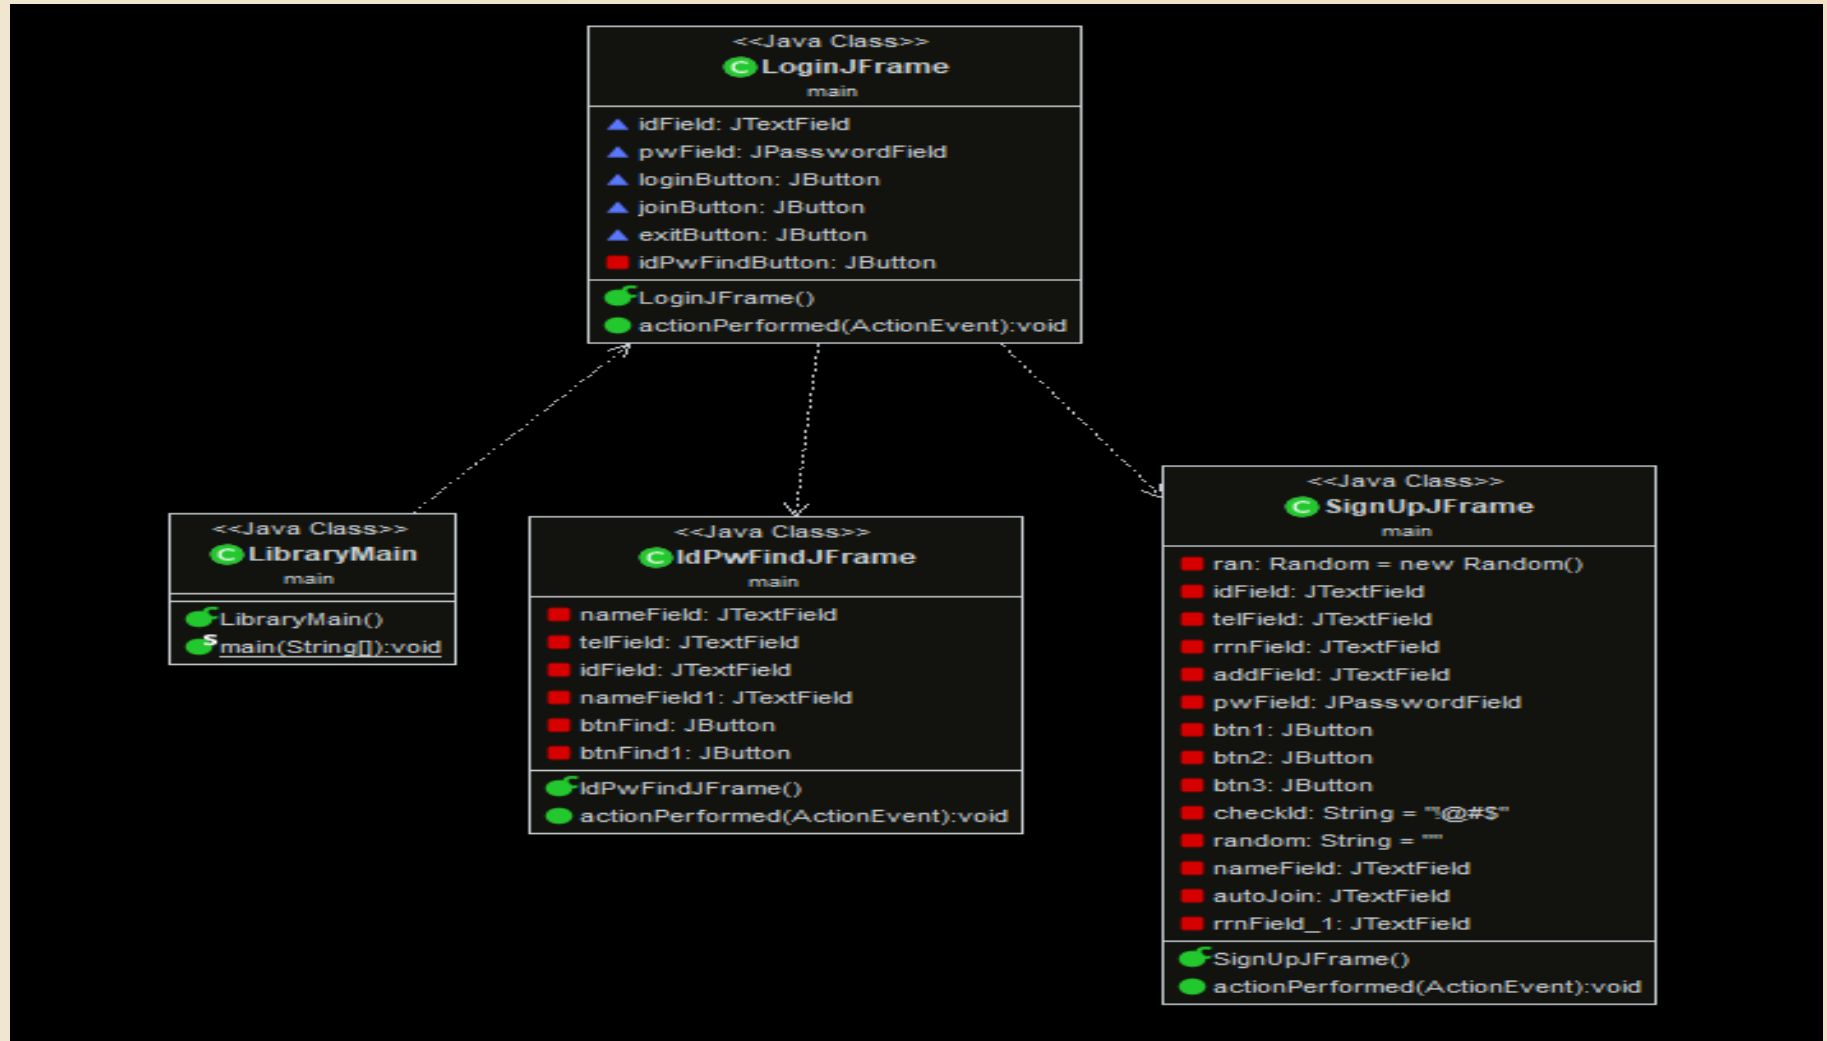 <<Java Class>>
LoginJFrame
main
idField: JTextField
pwField: JPasswordField
loginButton: JButton
joinButton: JButton
exitButton: JButton
idPwFindButton: JButton
LoginJFrame()
actionPerformed(ActionEvent):void
<<Java Class>>
LibraryMain
main
LibraryMain()
main(String[]):void
<<Java Class>>
IdPwFindJFrame
main
nameField: JTextField
telField: JTextField
idField: JTextField
nameField1: JTextField
btnFind: JButton
btnFind1: JButton
IdPwFindJFrame()
actionPerformed(ActionEvent):void
<<Java Class>>
SignUpJFrame
main
ran: Random = new Random()
idField: JTextField
telField: JTextField
rrnField: JTextField
addField: JTextField
pwField: JPasswordField
btn1: JButton
btn2: JButton
btn3: JButton
checkId: String = "!@#$"
random: String = ""
nameField: JTextField
autoJoin: JTextField
rrnField_1: JTextField
SignUpJFrame()
actionPerformed(ActionEvent):void